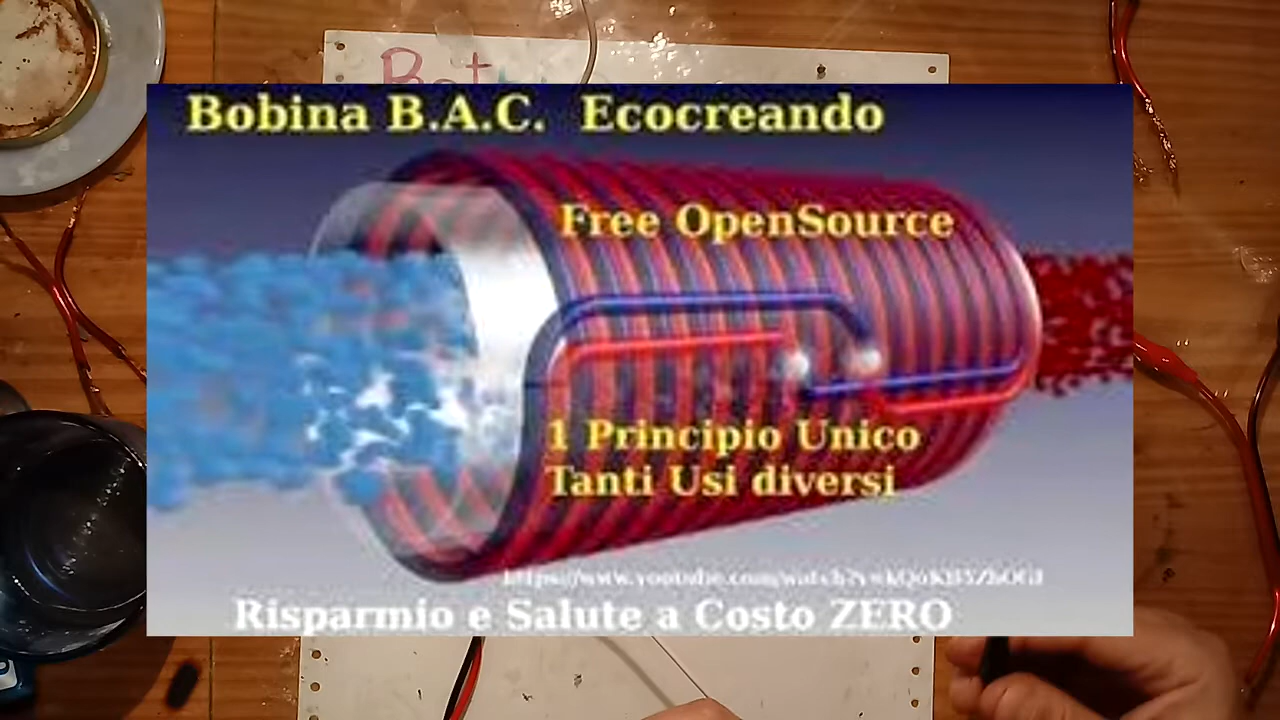 Bobina B.A.C. Ecocreando
Free OpenSource
1 Principio Unico
Tanti Usi diversi
Risparmio e Salute a Costo ZERO